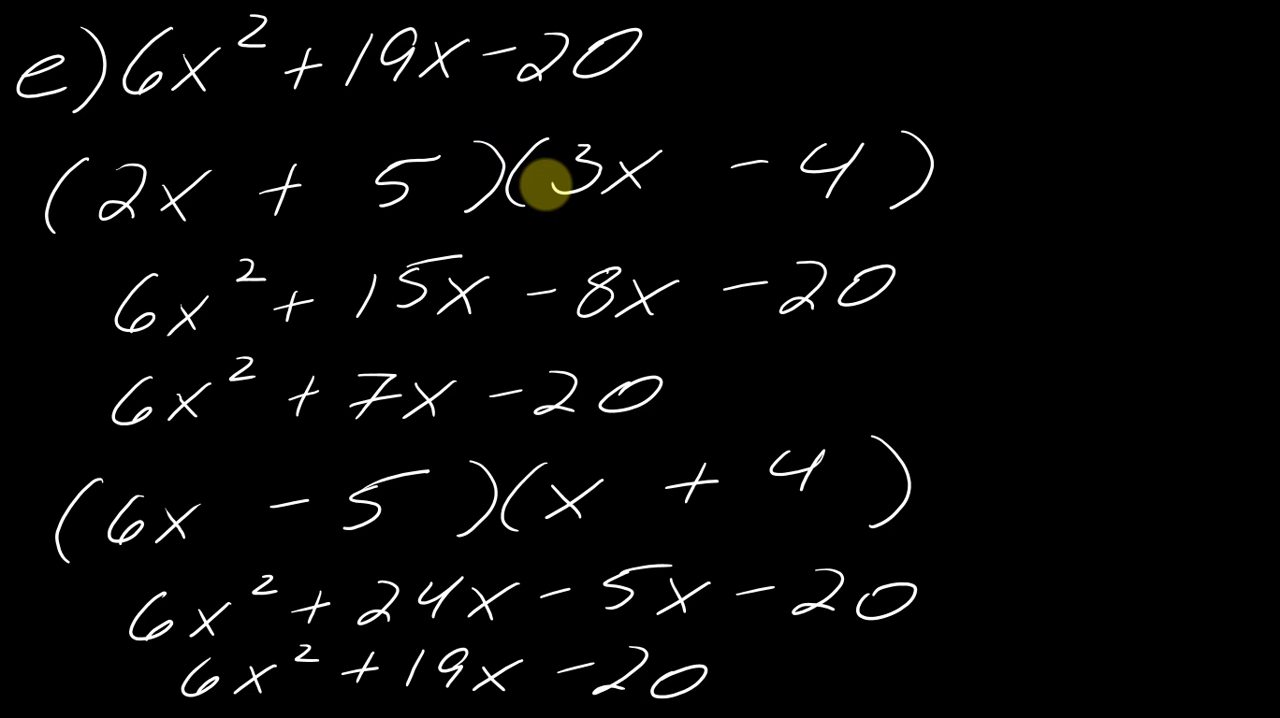 e) 6x² + 19x - 20
(2x + 5)(3x - 4)
6x² + 15x - 8x - 20
6x² + 7x - 20
(6x - 5)(x + 4)
6x² + 24x - 5x - 20
6x² + 19x - 20